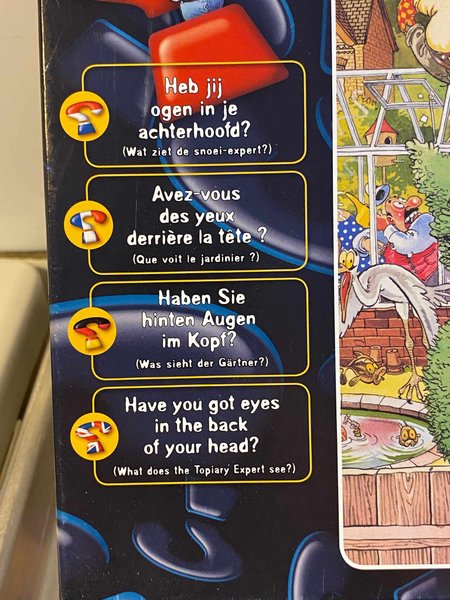 Heb jij
ogen in je
achterhoofd?
(Wat ziet de snoei-expert?)
Avez-vous
des yeux
derrière la tête ?
(Que voit le jardinier ?)
Haben Sie
hinten Augen
im Kopf?
(Was sieht der Gärtner?)
Have you got eyes
in the back
of your head?
(What does the Topiary Expert see?)